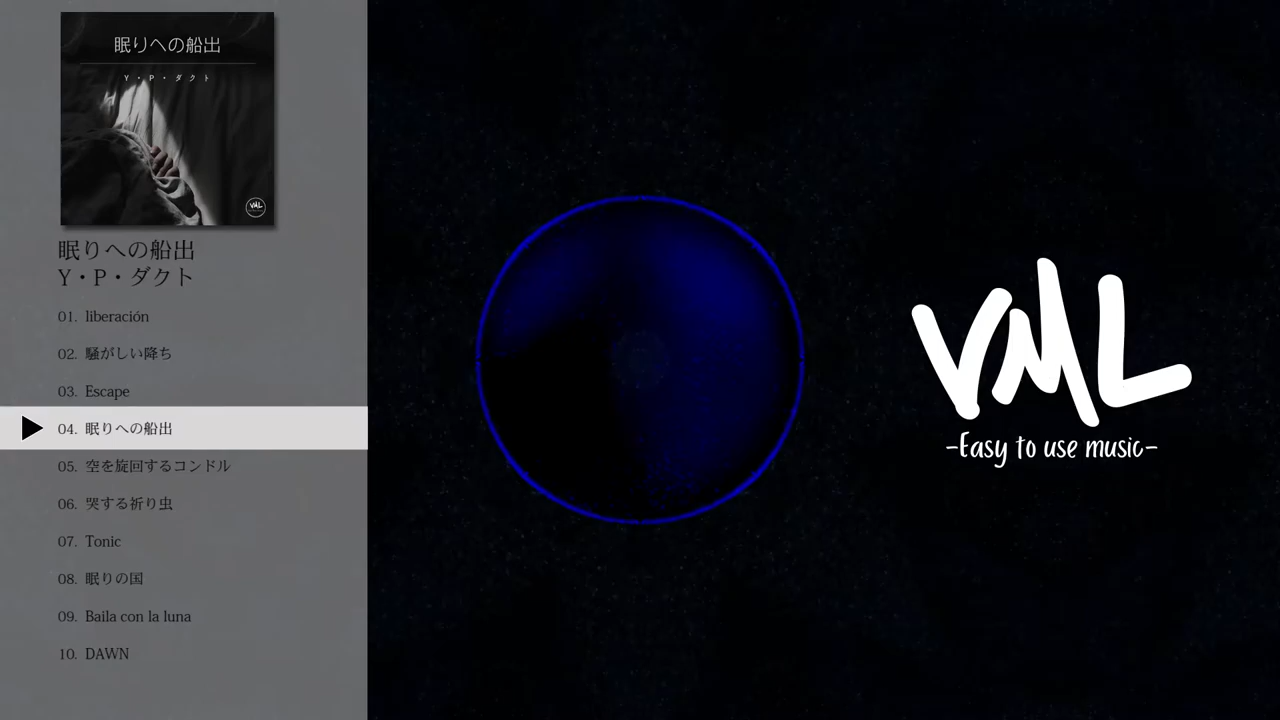 眠りへの船出
Y・P・ダクト
VML
眠りへの船出
Y・P・ダクト
01. liberación
02. 騒がしい降ち
03. Escape
04. 眠りへの船出
05. 空を旋回するコンドル
06. 哭する祈り虫
07. Tonic
08. 眠りの国
09. Baila con la luna
10. DAWN
VML
-Easy to use music-